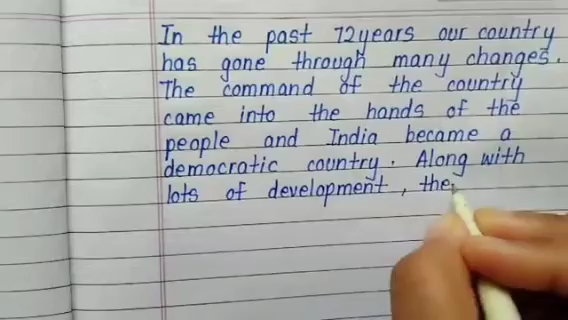 In the past 72years our country
has gone through many changes.
The command of the country
came into the hands of the
people and India became a
democratic country. Along with
lots of development, the